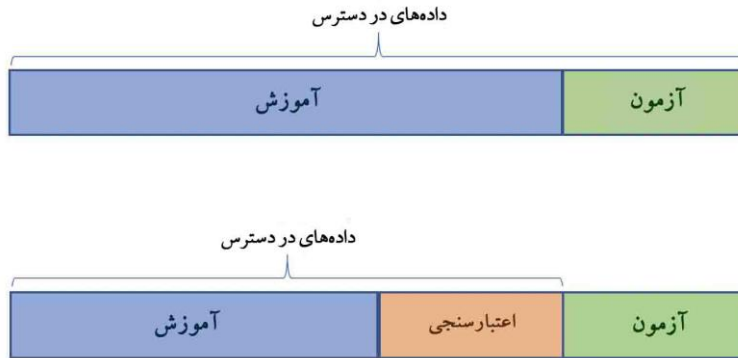 داده‌های در دسترس
آموزش آزمون
داده‌های در دسترس
آموزش اعتبارسنجی آزمون